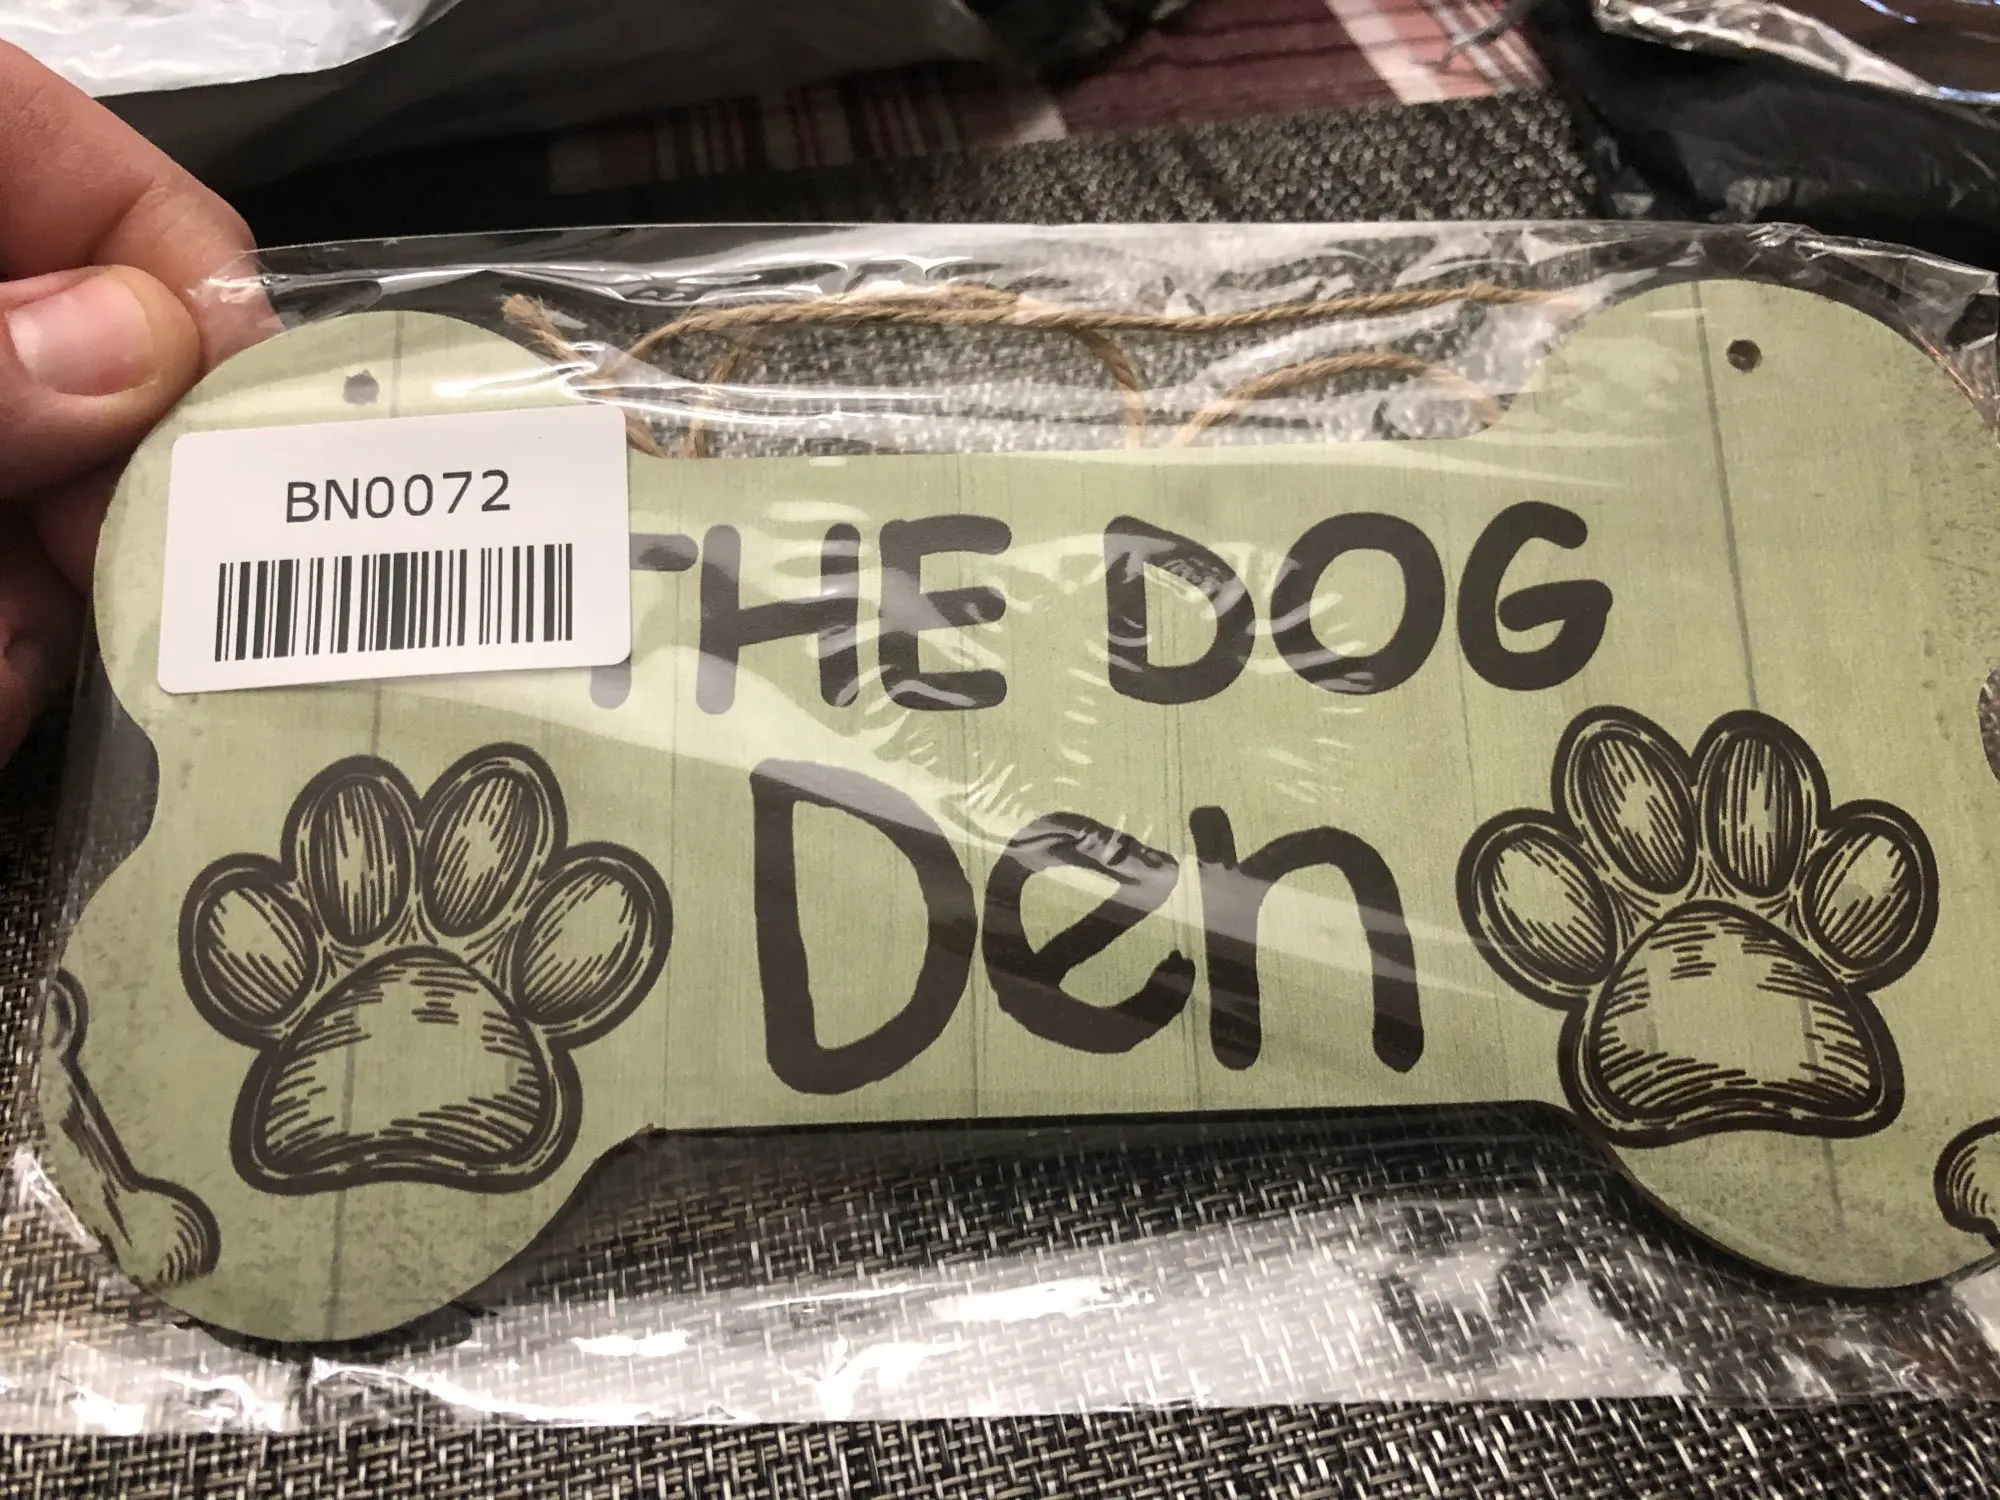 BN0072
THE DOG
Den